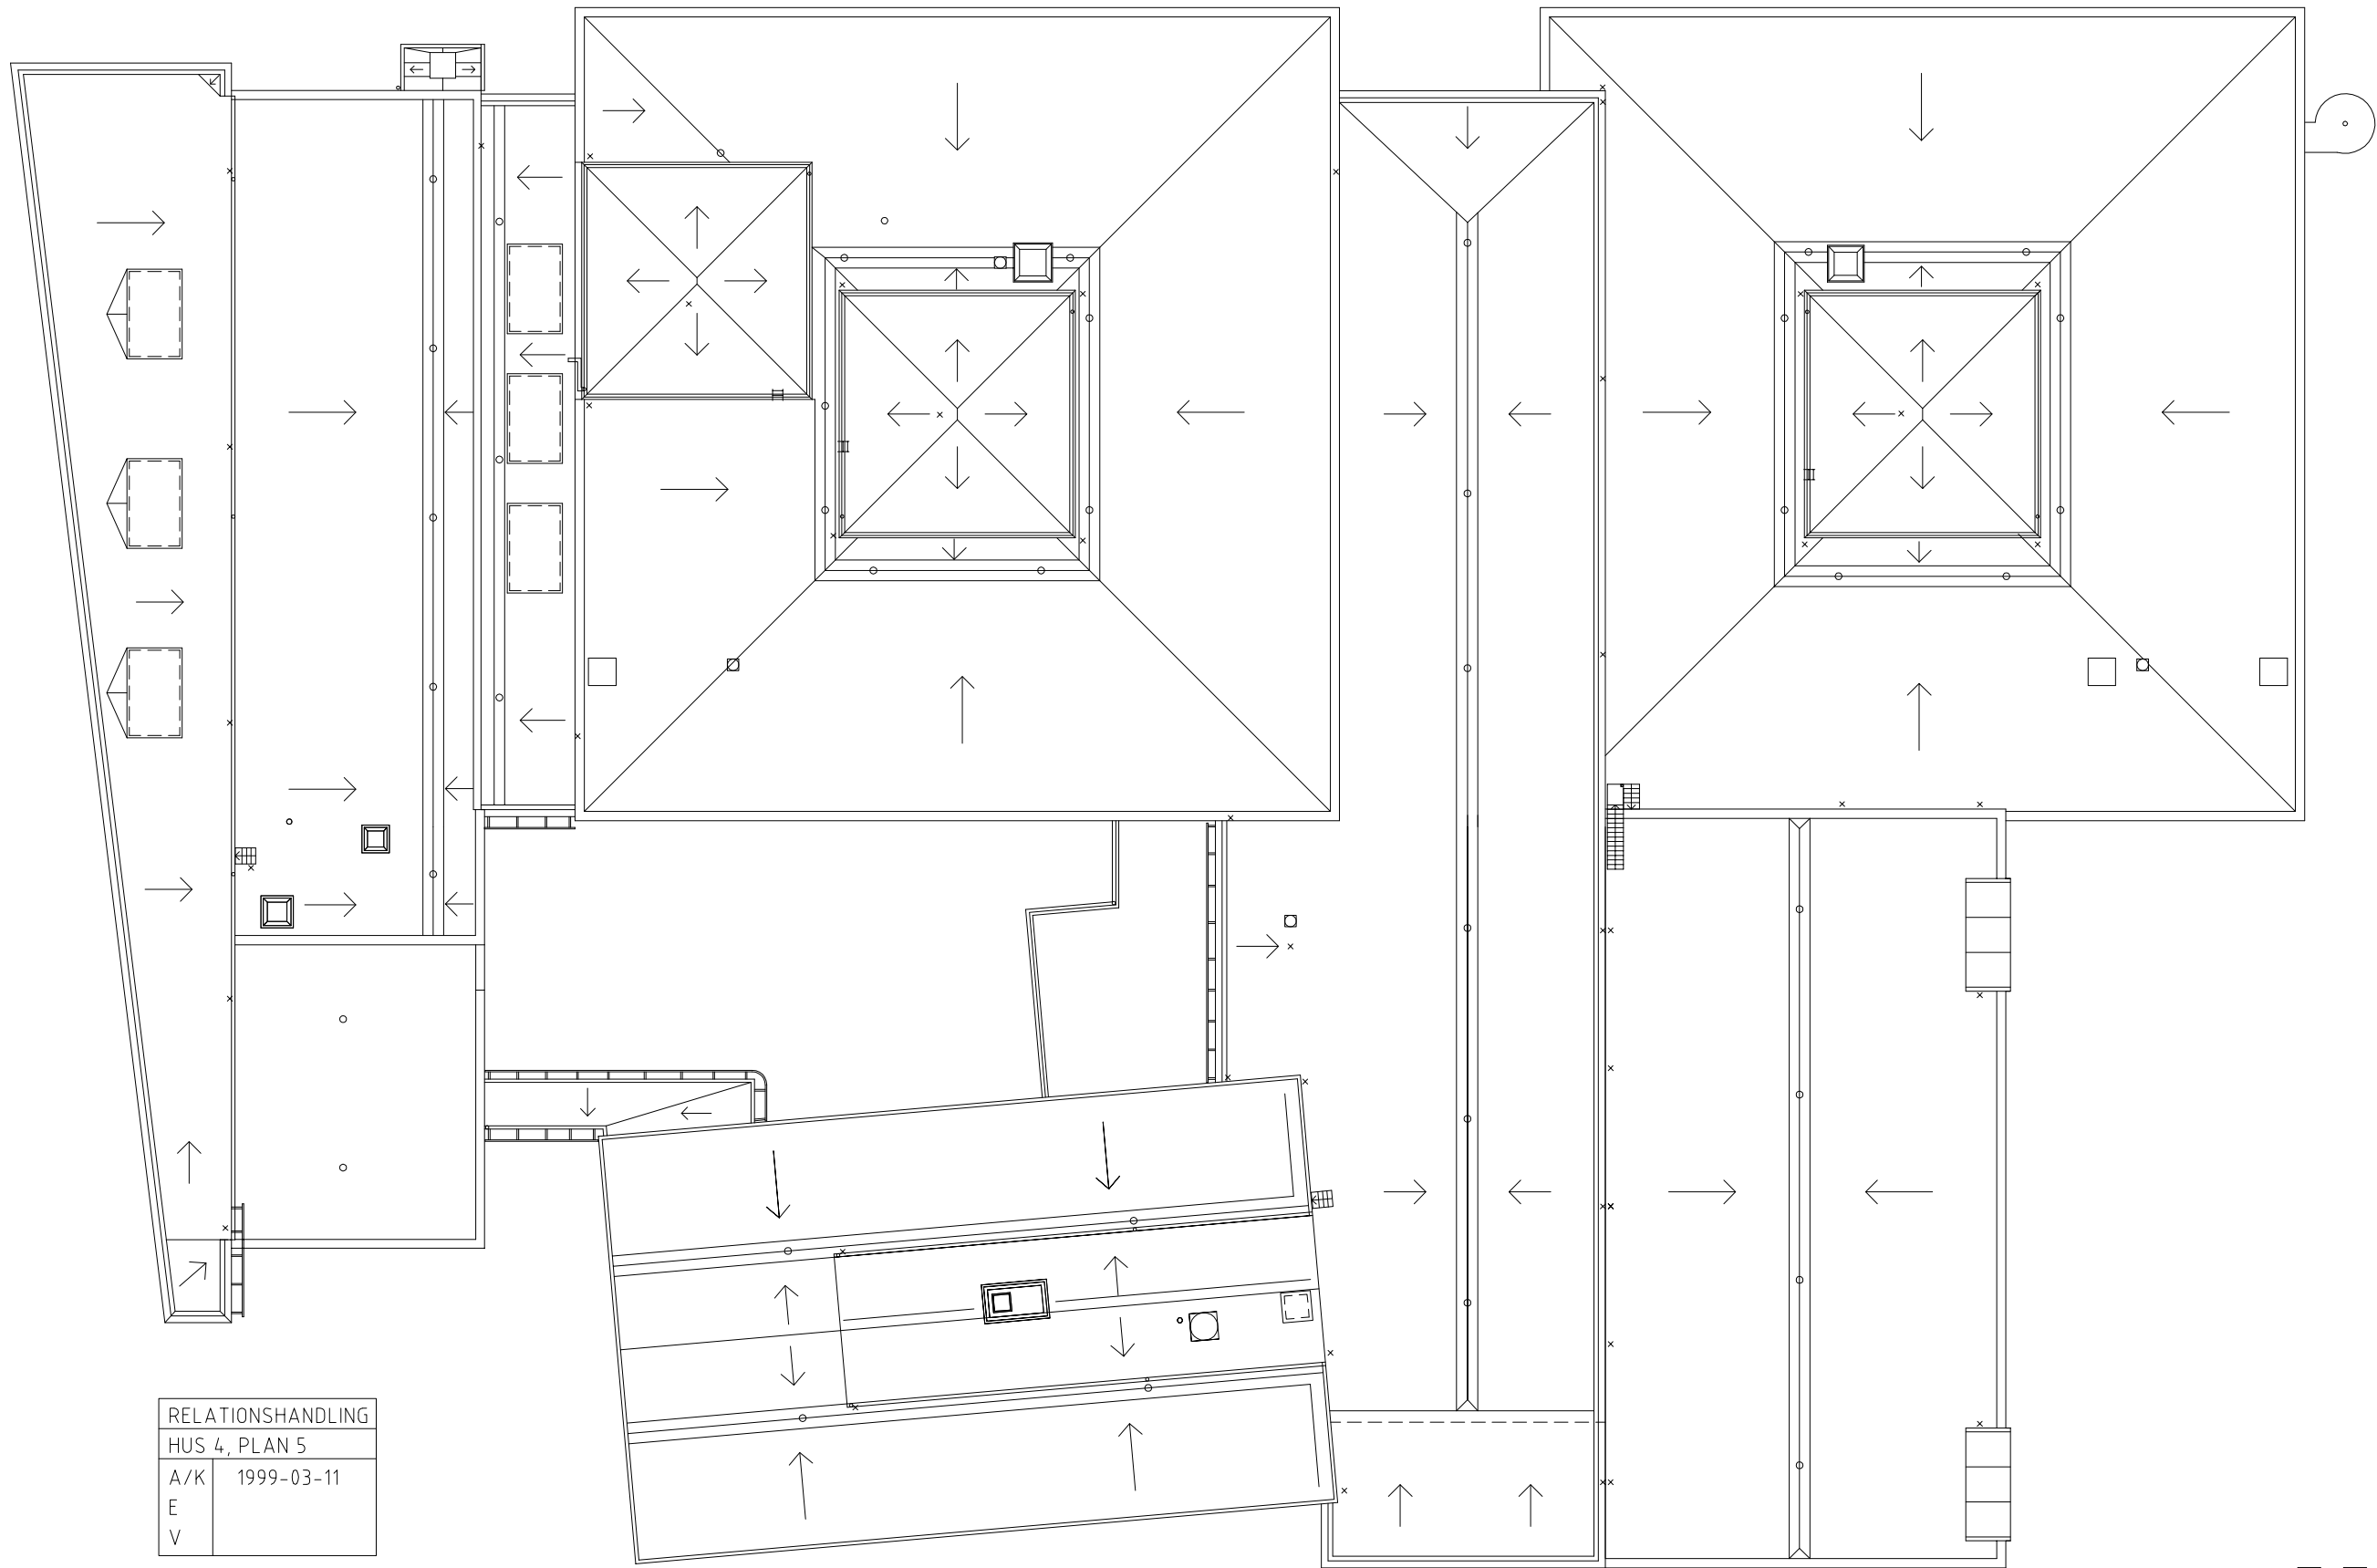 RELATIONSHANDLING
HUS 4, PLAN 5
A/K 1999-03-11
E
V